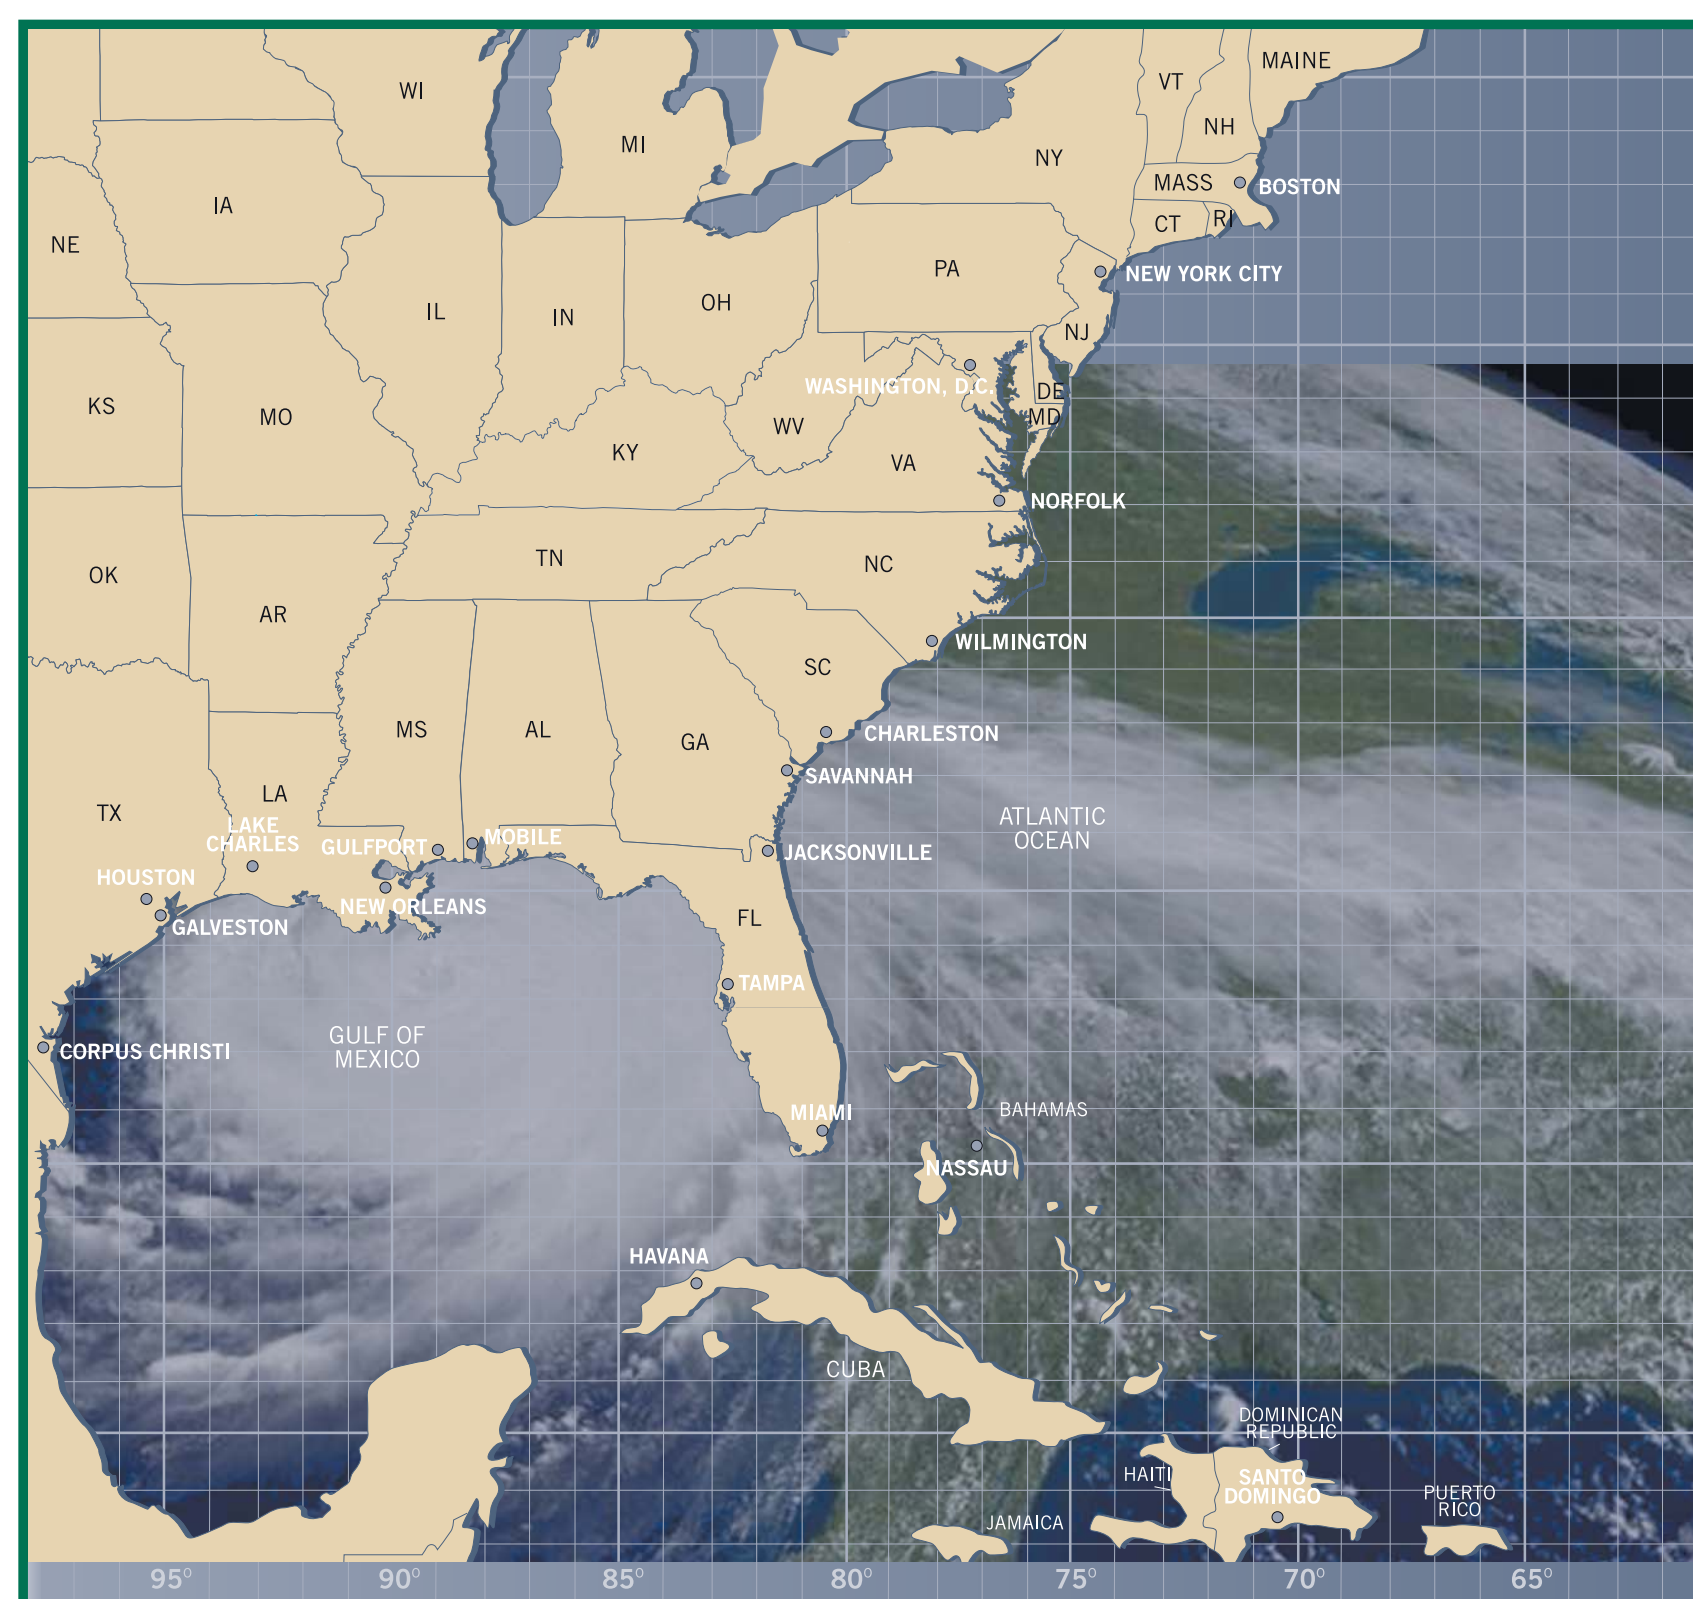 MAINE
WI
VT
NH
MI
NY
MASS
BOSTON
IA
CT
RI
NE
PA
NEW YORK CITY
OH
IL
IN
NJ
WASHINGTON, D.C.
DE
KS
MO
WV
MD
KY
VA
NORFOLK
TN
NC
OK
AR
WILMINGTON
SC
MS
AL
GA
CHARLESTON
SAVANNAH
LA
TX
ATLANTIC
OCEAN
LAKE
CHARLES
GULFPORT
MOBILE
JACKSONVILLE
HOUSTON
NEW ORLEANS
FL
GALVESTON
TAMPA
GULF OF
MEXICO
CORPUS CHRISTI
MIAMI
BAHAMAS
NASSAU
HAVANA
CUBA
DOMINICAN
REPUBLIC
HAITI
SANTO
DOMINGO
PUERTO
RICO
JAMAICA
95° 90° 85° 80° 75° 70° 65°